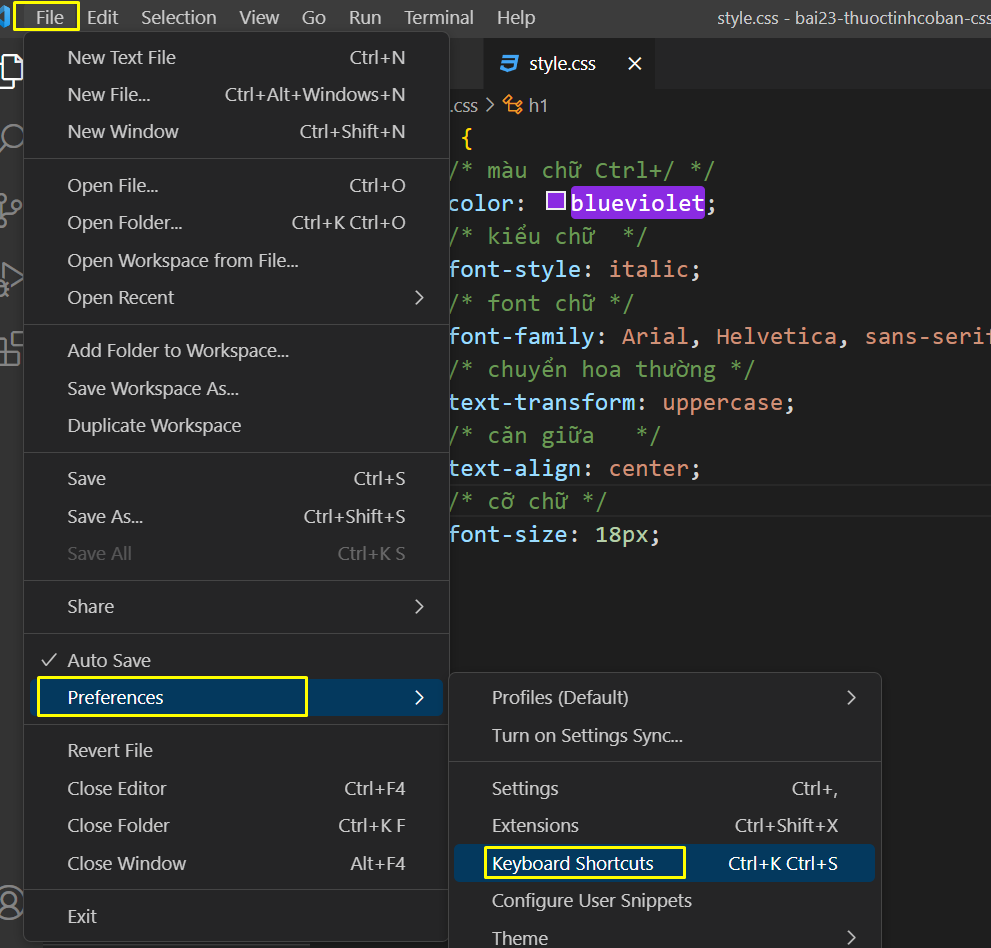 File Edit Selection View Go Run Terminal Help style.css - bai23-thuoctinhcoban-css
New Text File Ctrl+N
New File... Ctrl+Alt+Windows+N
New Window Ctrl+Shift+N
Open File... Ctrl+O
Open Folder... Ctrl+K Ctrl+O
Open Workspace from File...
Open Recent
Add Folder to Workspace...
Save Workspace As...
Duplicate Workspace
Save Ctrl+S
Save As... Ctrl+Shift+S
Save All Ctrl+K S
Share
Auto Save
Preferences
Revert File
Close Editor Ctrl+F4
Close Folder Ctrl+K F
Close Window Alt+F4
Exit
style.css
.css > h1
{
/* màu chữ Ctrl+/ */
color: blueviolet;
/* kiểu chữ */
font-style: italic;
/* font chữ */
font-family: Arial, Helvetica, sans-serif
/* chuyển hoa thường */
text-transform: uppercase;
/* căn giữa */
text-align: center;
/* cỡ chữ */
font-size: 18px;
Profiles (Default)
Turn on Settings Sync...
Settings Ctrl+,
Extensions Ctrl+Shift+X
Keyboard Shortcuts Ctrl+K Ctrl+S
Configure User Snippets
Theme